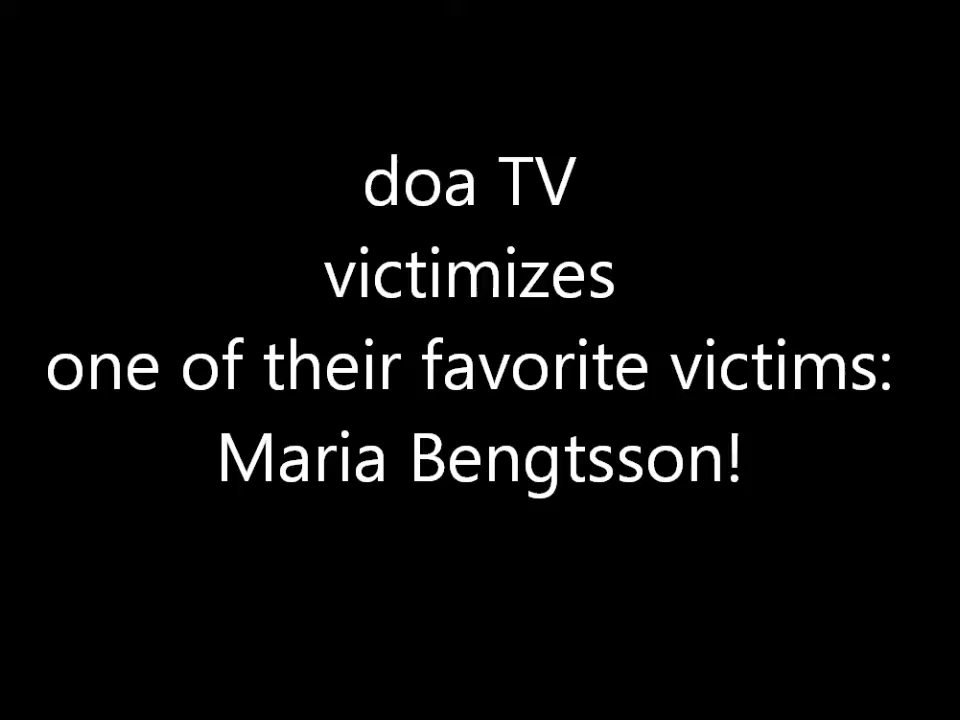 doa TV
victimizes
one of their favorite victims:
Maria Bengtsson!